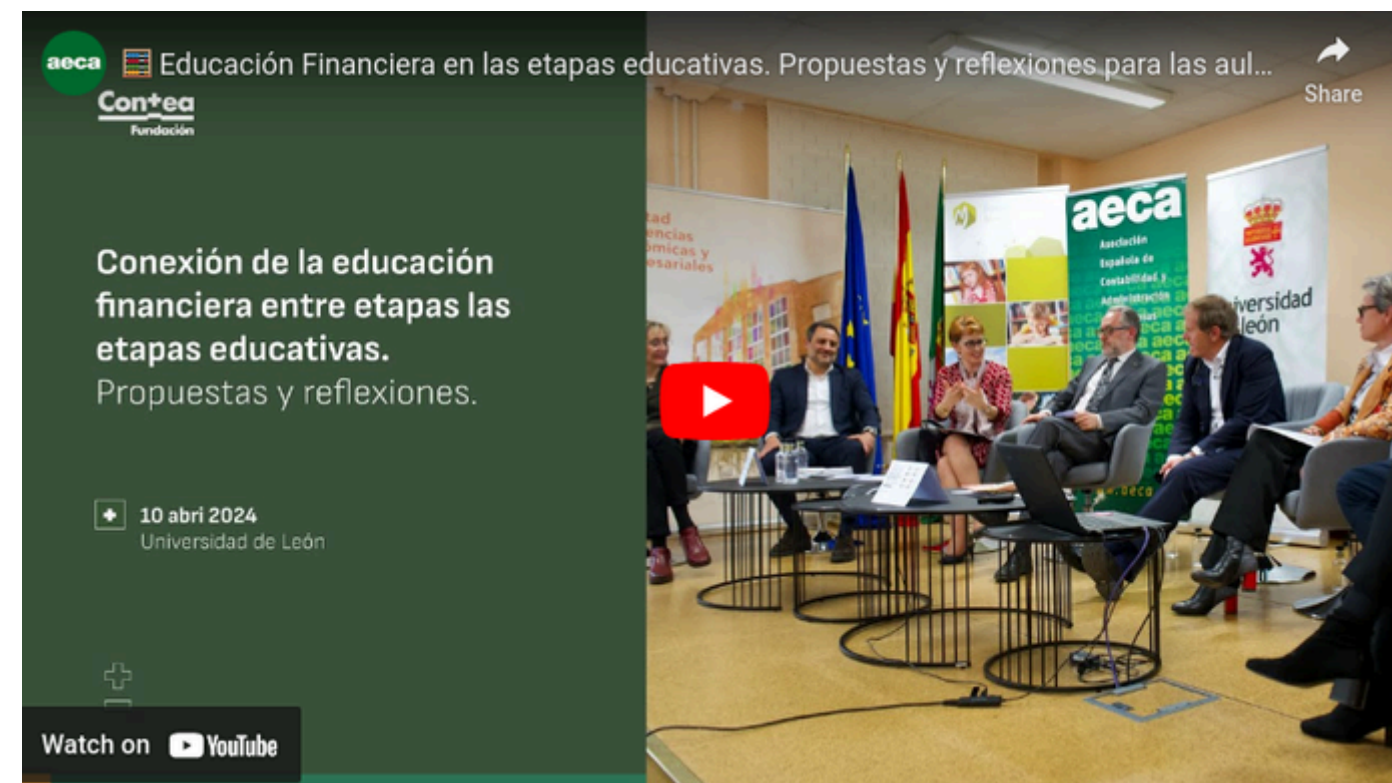 aeca
Educación Financiera en las etapas educativas. Propuestas y reflexiones para las aul...
Share
Contea
Fundación
Conexión de la educación
financiera entre etapas las
etapas educativas.
Propuestas y reflexiones.
10 abri 2024
Universidad de León
aeca
Asociación
Española de
Contabilidad y
Administración
Universidad
León
Watch on YouTube